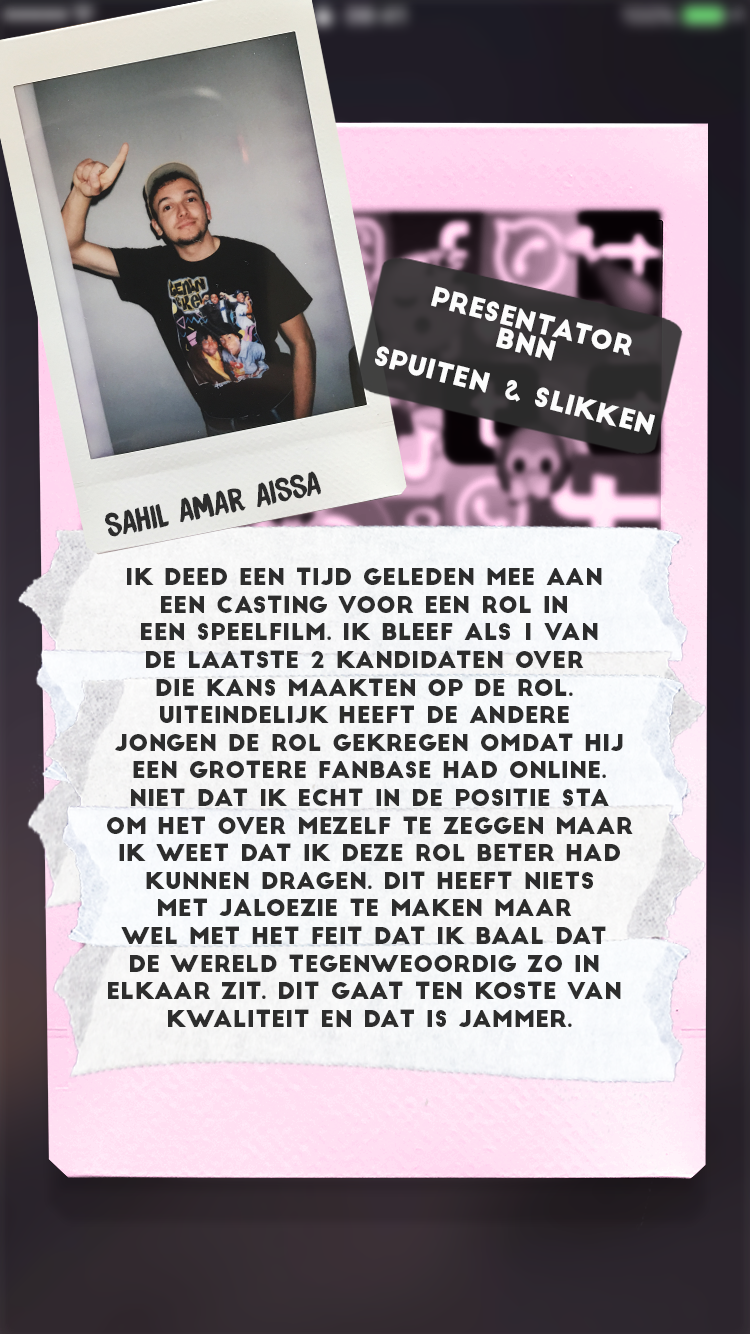 PRESENTATOR
BNN
SPUITEN & SLIKKEN
SAHIL AMAR AISSA
IK DEED EEN TIJD GELEDEN MEE AAN
EEN CASTING VOOR EEN ROL IN
EEN SPEELFILM. IK BLEEF ALS 1 VAN
DE LAATSTE 2 KANDIDATEN OVER
DIE KANS MAAKTEN OP DE ROL.
UITEINDELIJK HEEFT DE ANDERE
JONGEN DE ROL GEKREGEN OMDAT HIJ
EEN GROTERE FANBASE HAD ONLINE.
NIET DAT IK ECHT IN DE POSITIE STA
OM HET OVER MEZELF TE ZEGGEN MAAR
IK WEET DAT IK DEZE ROL BETER HAD
KUNNEN DRAGEN. DIT HEEFT NIETS
MET JALOEZIE TE MAKEN MAAR
WEL MET HET FEIT DAT IK BAAL DAT
DE WERELD TEGENWEOORDIG ZO IN
ELKAAR ZIT. DIT GAAT TEN KOSTE VAN
KWALITEIT EN DAT IS JAMMER.